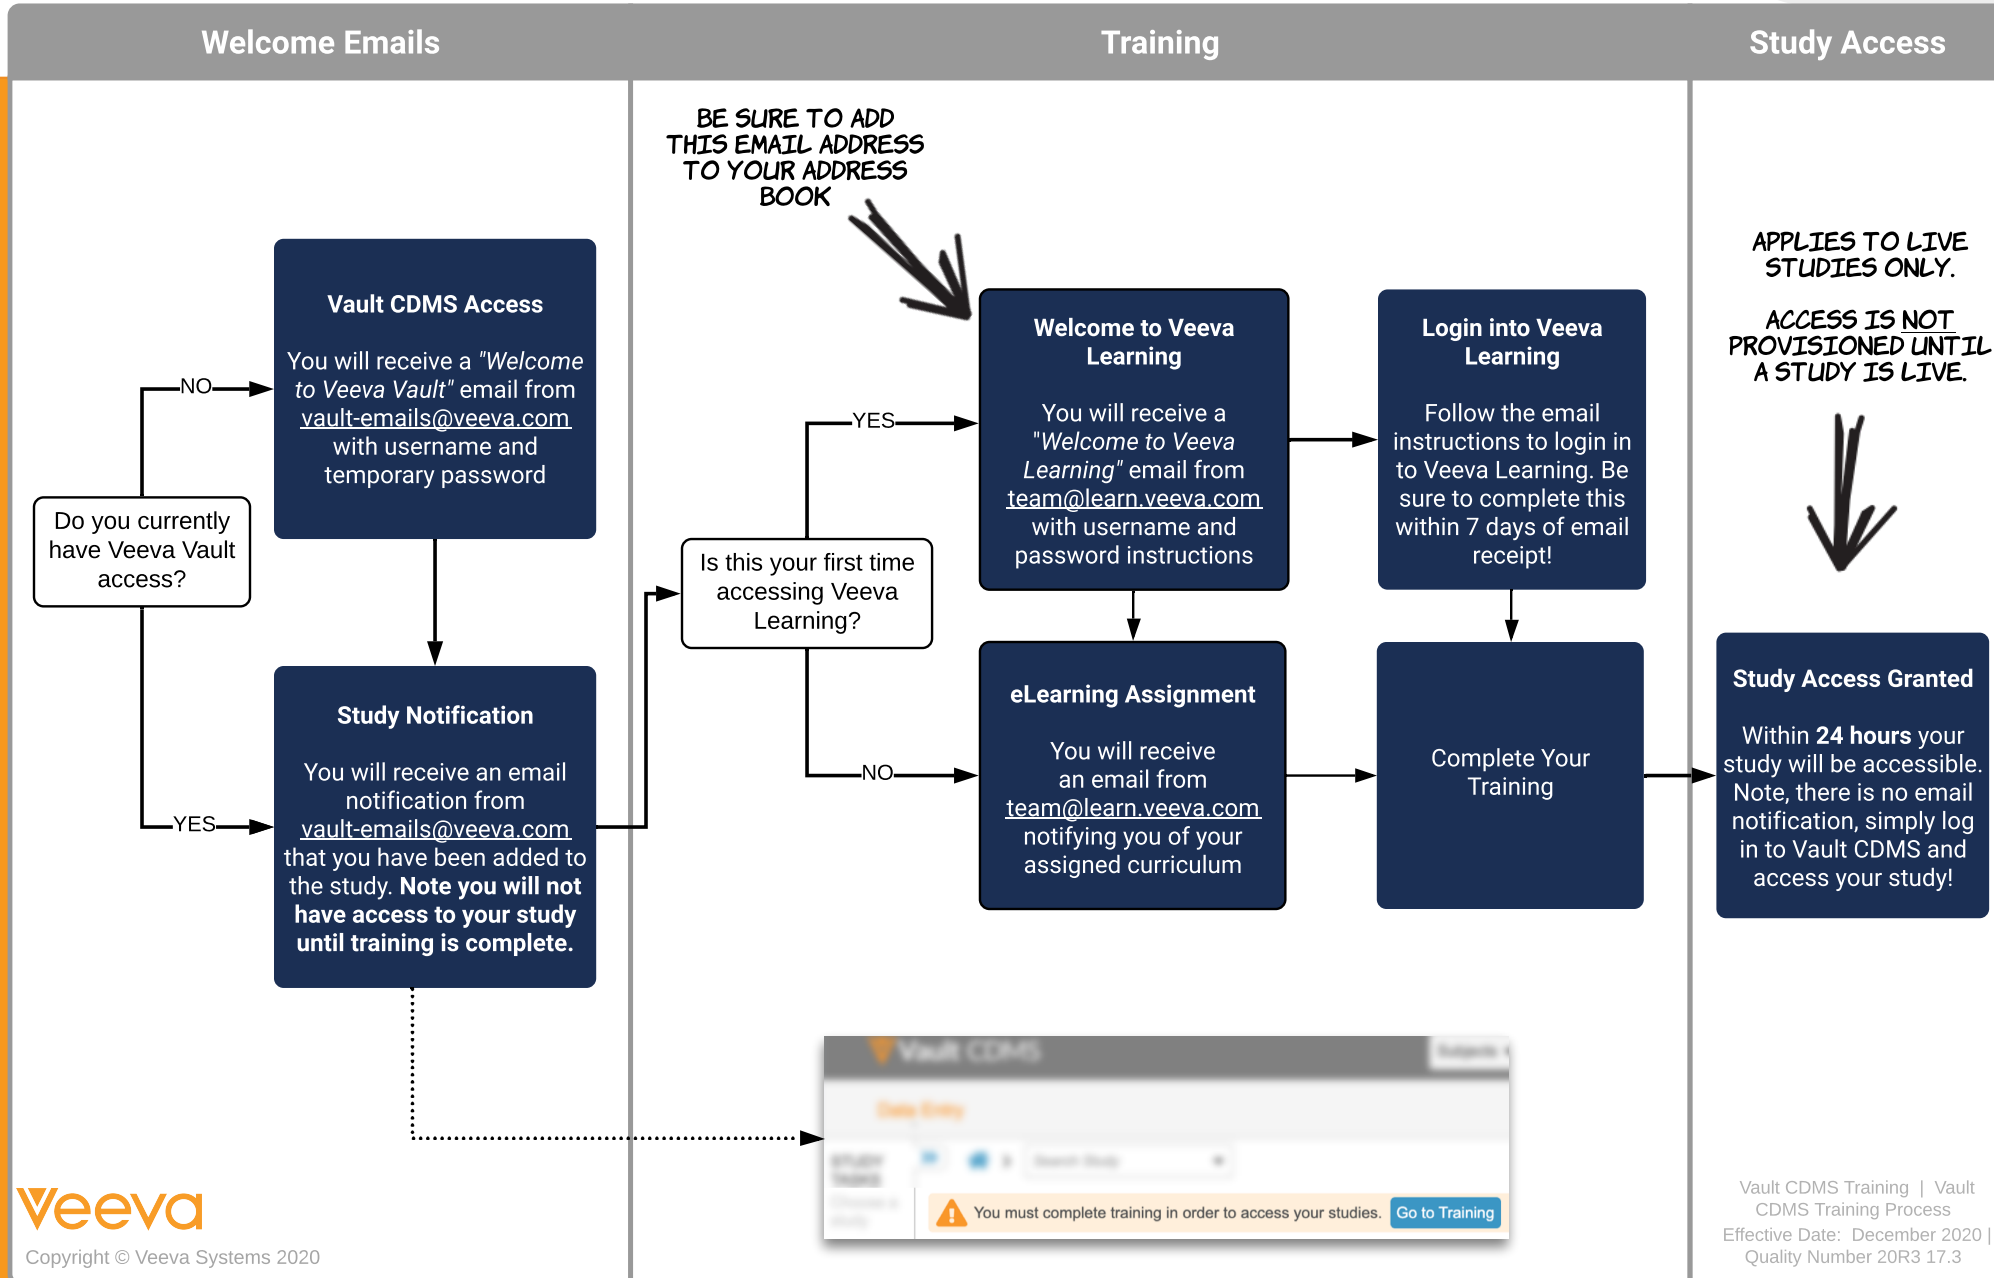 Welcome Emails
Training
Study Access
BE SURE TO ADD
THIS EMAIL ADDRESS
TO YOUR ADDRESS
BOOK
APPLIES TO LIVE
STUDIES ONLY.
ACCESS IS NOT
PROVISIONED UNTIL
A STUDY IS LIVE.
Do you currently
have Veeva Vault
access?
NO
YES
Vault CDMS Access
You will receive a "Welcome
to Veeva Vault" email from
vault-emails@veeva.com
with username and
temporary password
Study Notification
You will receive an email
notification from
vault-emails@veeva.com
that you have been added to
the study. Note you will not
have access to your study
until training is complete.
Is this your first time
accessing Veeva
Learning?
YES
NO
Welcome to Veeva
Learning
You will receive a
"Welcome to Veeva
Learning" email from
team@learn.veeva.com
with username and
password instructions
Login into Veeva
Learning
Follow the email
instructions to login in
to Veeva Learning. Be
sure to complete this
within 7 days of email
receipt!
eLearning Assignment
You will receive
an email from
team@learn.veeva.com
notifying you of your
assigned curriculum
Complete Your
Training
Study Access Granted
Within 24 hours your
study will be accessible.
Note, there is no email
notification, simply log
in to Vault CDMS and
access your study!
Vault CDMS
Subjects
Data Entry
Search Study
STUDY
TASKS
Choose a
study
You must complete training in order to access your studies.
Go to Training
Veeva
Copyright © Veeva Systems 2020
Vault CDMS Training | Vault
CDMS Training Process
Effective Date: December 2020 |
Quality Number 20R3 17.3